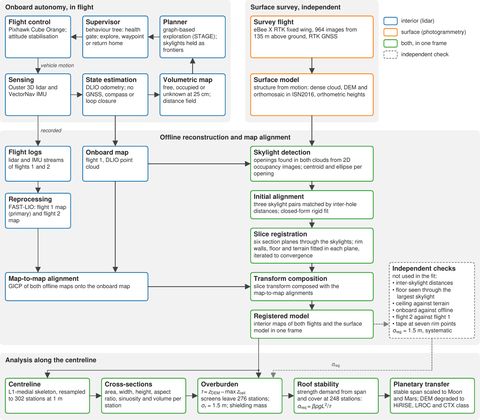 Onboard autonomy, in flight
Flight control
Pixhawk Cube Orange;
attitude stabilisation
Supervisor
behaviour tree: health
gate; explore, waypoint
or return home
Planner
graph-based
exploration (STAGE);
skylights held as
frontiers
vehicle motion
Sensing
Ouster 3D lidar and
VectorNav IMU
State estimation
DLIO odometry; no
GNSS, compass or
loop closure
Volumetric map
free, occupied or
unknown at 25 cm;
distance field
Surface survey, independent
Survey flight
eBee X RTK fixed wing, 964 images from
135 m above ground, RTK GNSS
Surface model
structure from motion: dense cloud, DEM and
orthomosaic in ISN2016, orthometric heights
interior (lidar)
surface (photogrammetry)
both, in one frame
independent check
recorded
Offline reconstruction and map alignment
Flight logs
lidar and IMU streams
of flights 1 and 2
Onboard map
flight 1, DLIO point
cloud
Skylight detection
openings found in both clouds from 2D
occupancy images; centroid and ellipse per
opening
Reprocessing
FAST-LIO: flight 1 map
(primary) and flight 2
map
Initial alignment
three skylight pairs matched by inter-hole
distances; closed-form rigid fit
Slice registration
six section planes through the skylights; rim
walls, floor and terrain fitted in each plane,
iterated to convergence
Map-to-map alignment
GICP of both offline maps onto the onboard map
Transform composition
slice transform composed with the
map-to-map alignments
Registered model
interior maps of both flights and the surface
model in one frame
Independent checks
not used in the fit:
• inter-skylight distances
• floor seen through the
largest skylight
• ceiling against terrain
• onboard against offline
• flight 2 against flight 1
• tape at seven rim points
σreg = 1.5 m, systematic
σreg
Analysis along the centreline
Centreline
L1-medial skeleton, resampled
to 302 stations at 1 m
Cross-sections
area, width, height, aspect
ratio, sinuosity and volume per
station
Overburden
screens leave 276 stations;
Roof stability
strength demand from span
and cover at 248 stations:
Planetary transfer
stable span scaled to Moon
and Mars; DEM degraded to
HiRISE, LROC and CTX class